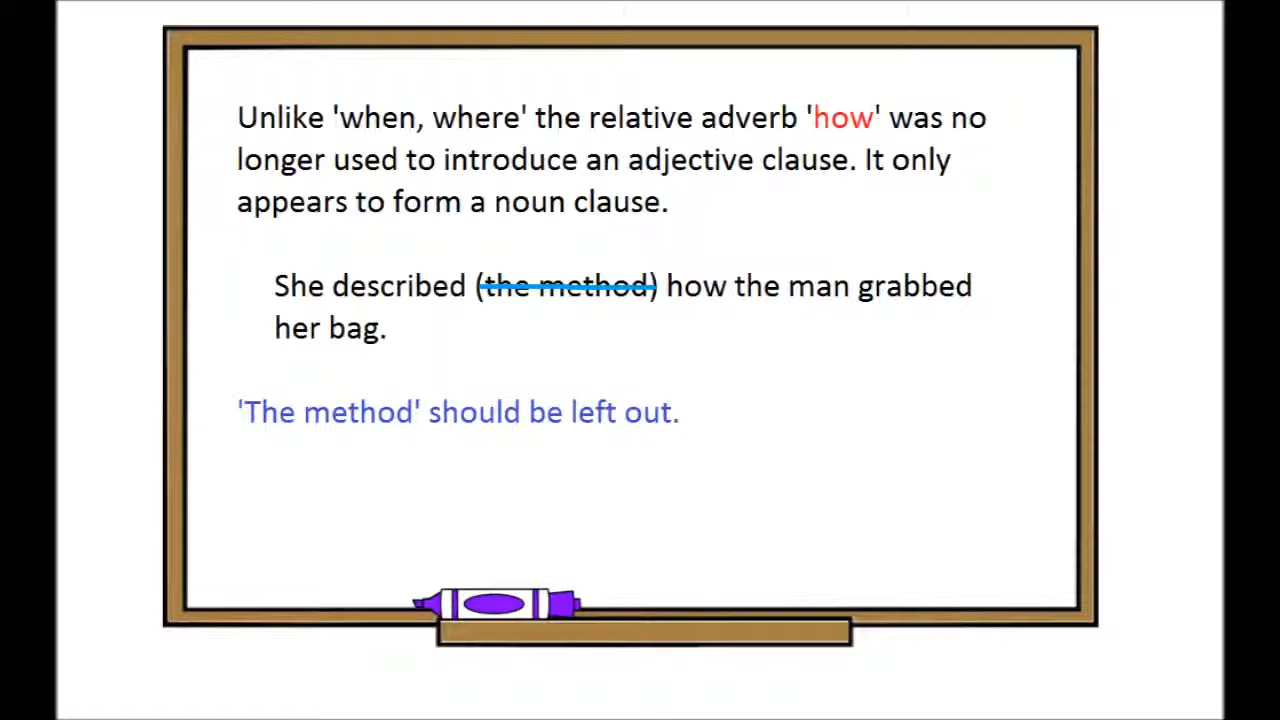 Unlike 'when, where' the relative adverb 'how' was no
longer used to introduce an adjective clause. It only
appears to form a noun clause.
She described (the method) how the man grabbed
her bag.
'The method' should be left out.